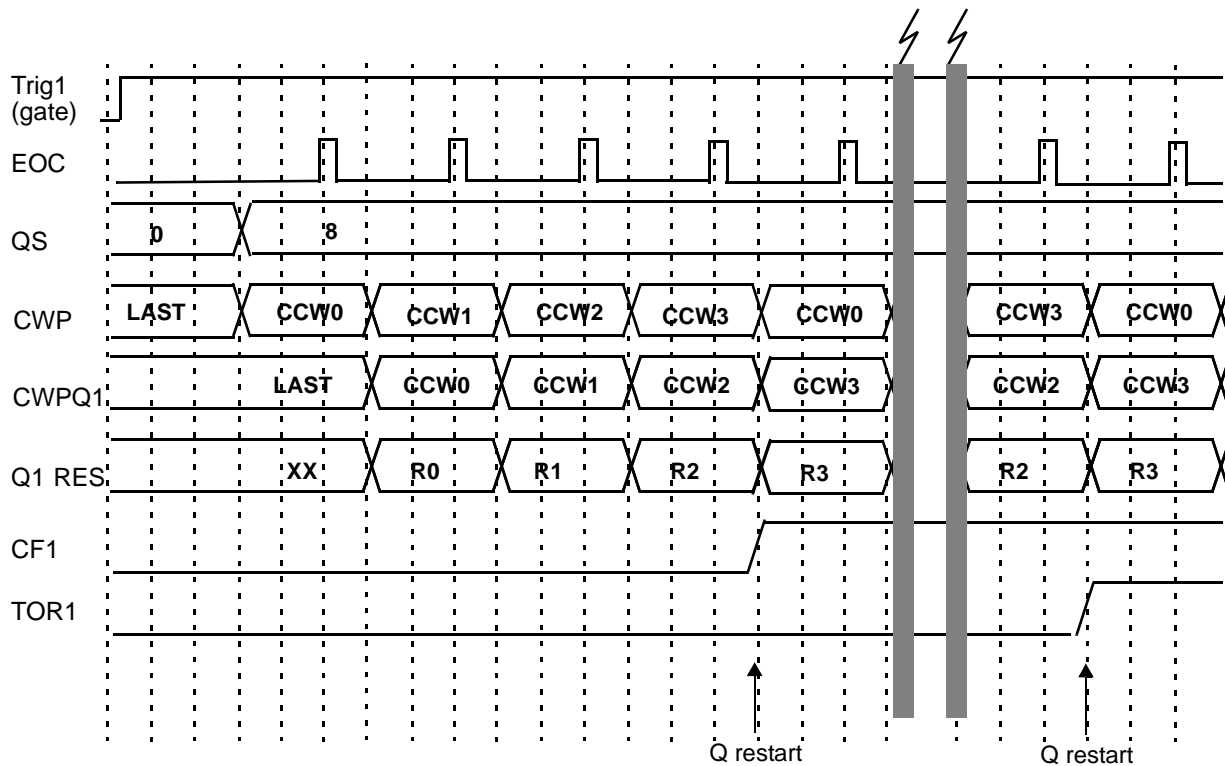 Trig1
(gate)
EOC
QS 0 8
CWP LAST CCW0 CCW1 CCW2 CCW3 CCW0 CCW3 CCW0
CWPQ1 LAST CCW0 CCW1 CCW2 CCW3 CCW2 CCW3
Q1 RES XX R0 R1 R2 R3 R2 R3
CF1
TOR1
Q restart Q restart